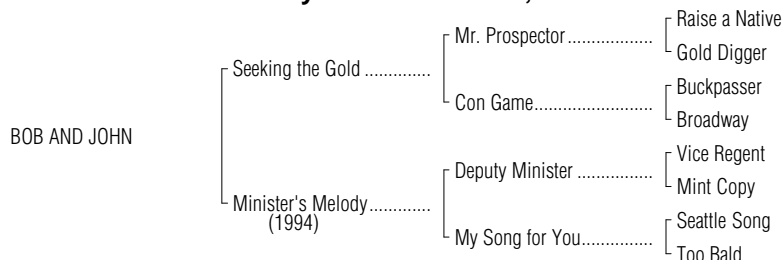 Raise a Native
Mr. Prospector
Gold Digger
Seeking the Gold
Buckpasser
Con Game
Broadway
BOB AND JOHN
Vice Regent
Deputy Minister
Mint Copy
Minister's Melody
(1994)
Seattle Song
My Song for You
Too Bald